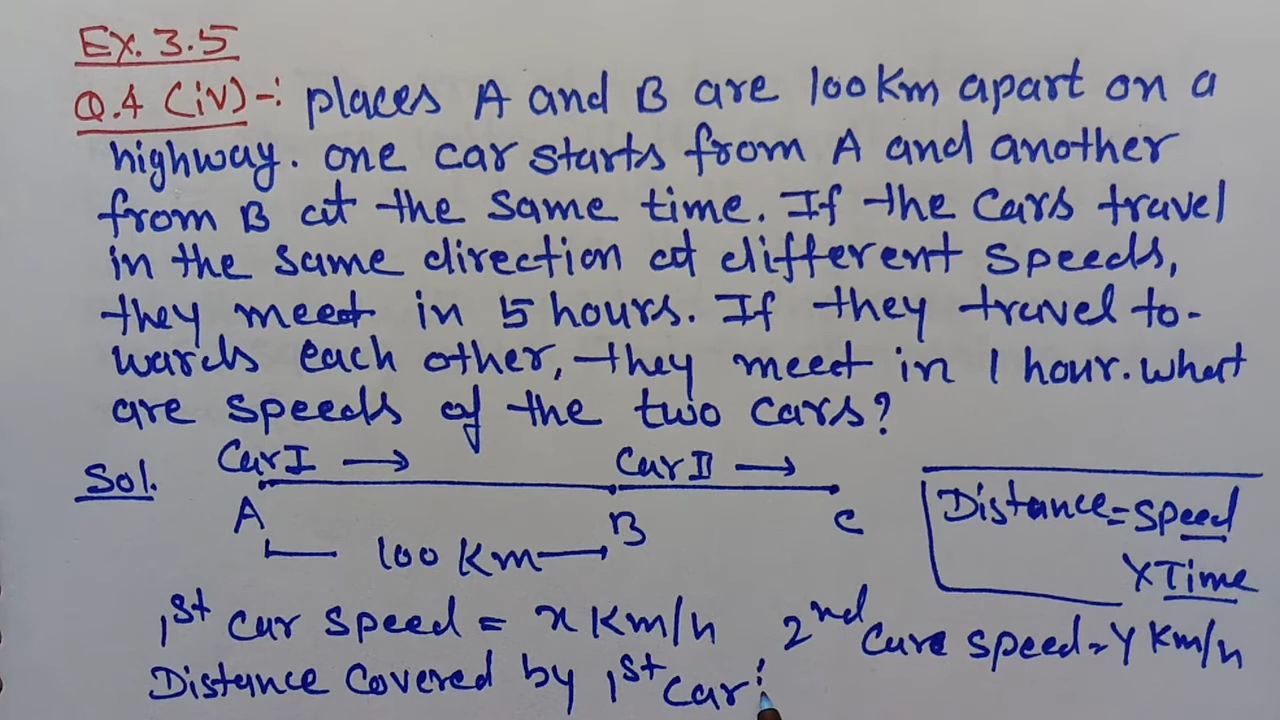 Ex. 3.5
Q.4 (iv)-: places A and B are 100Km apart on a
highway. one car starts from A and another
from B at the same time. If the cars travel
in the same direction at different speeds,
they meet in 5 hours. If they travel to-
wards each other, they meet in 1 hour. what
are speeds of the two cars?
Sol. Car I → Car II →
A B C
100 Km
Distance = speed
X Time
1st car speed = x Km/h 2nd Care speed = y Km/h
Distance covered by 1st car: